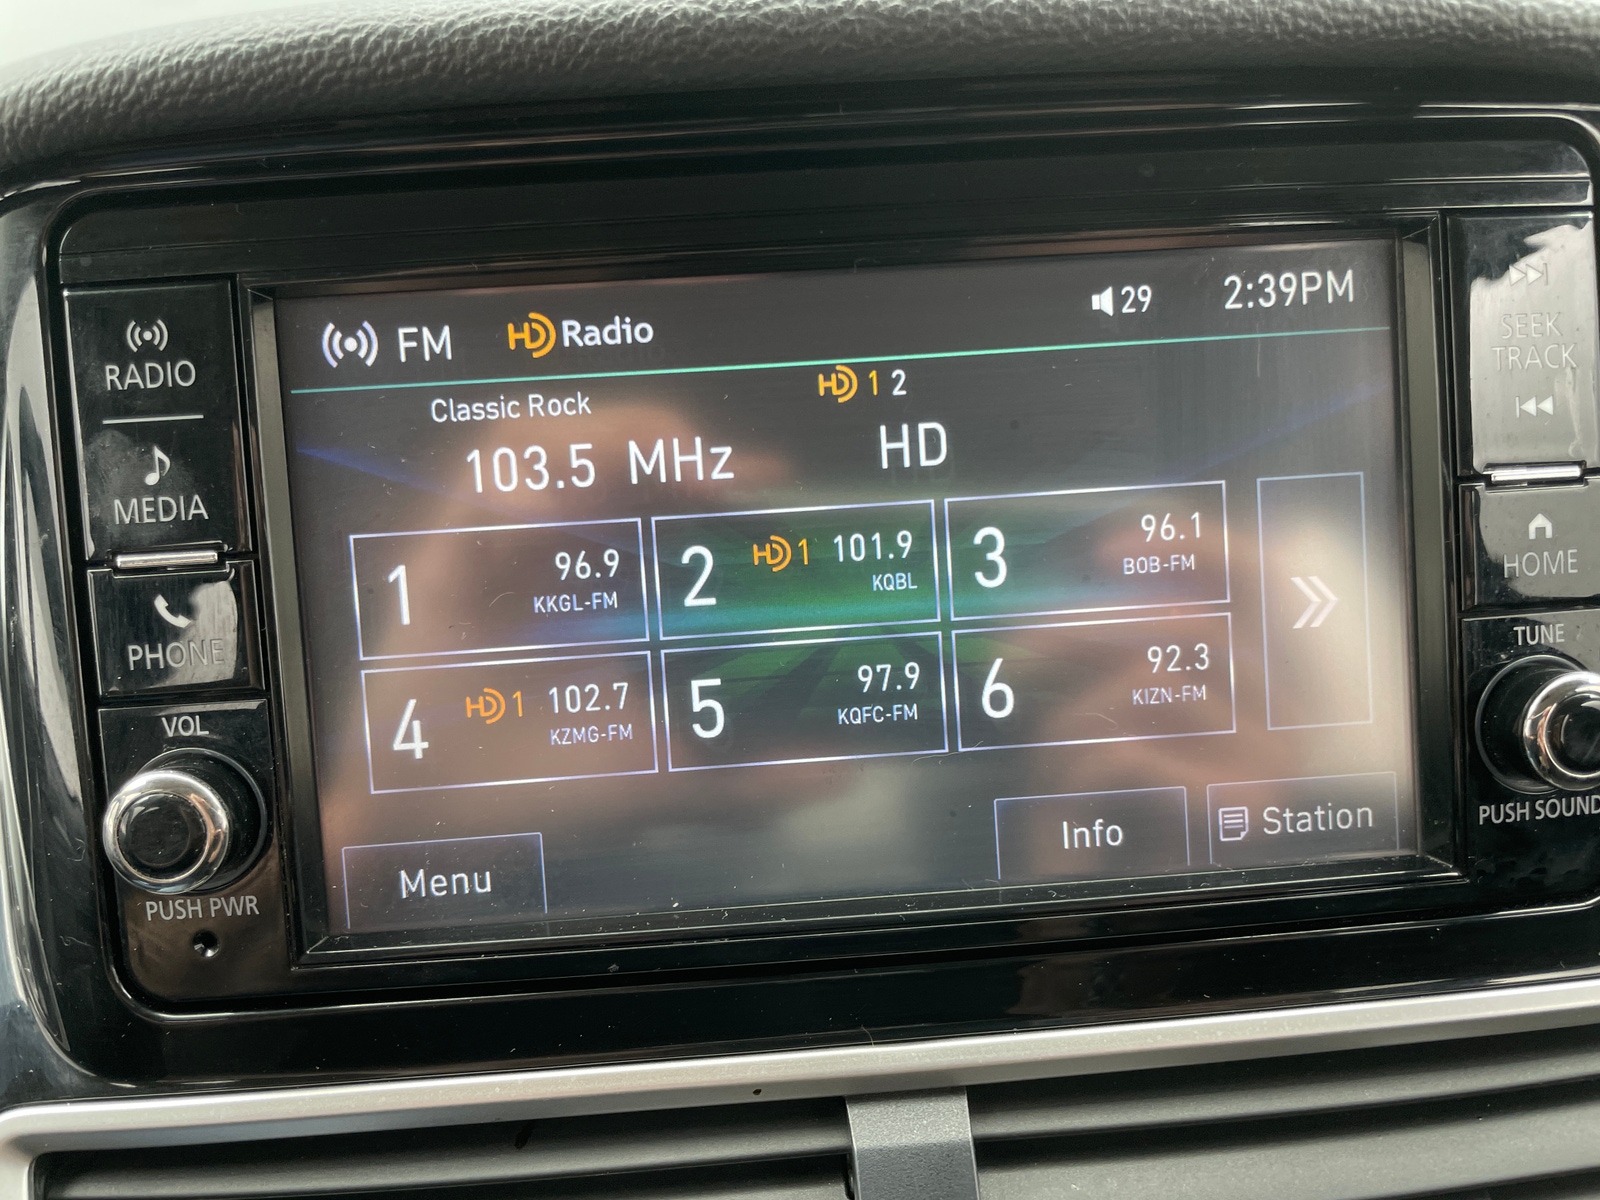 FM HD Radio 29 2:39PM
HD 1 2
Classic Rock
103.5 MHz HD
1 96.9
KKGL-FM
2 HD 1 101.9
KQBL
3 96.1
BOB-FM
4 HD 1 102.7
KZMG-FM
5 97.9
KQFC-FM
6 92.3
KIZN-FM
Menu
Info
Station
RADIO
MEDIA
PHONE
VOL
PUSH PWR
SEEK
TRACK
HOME
TUNE
PUSH SOUND